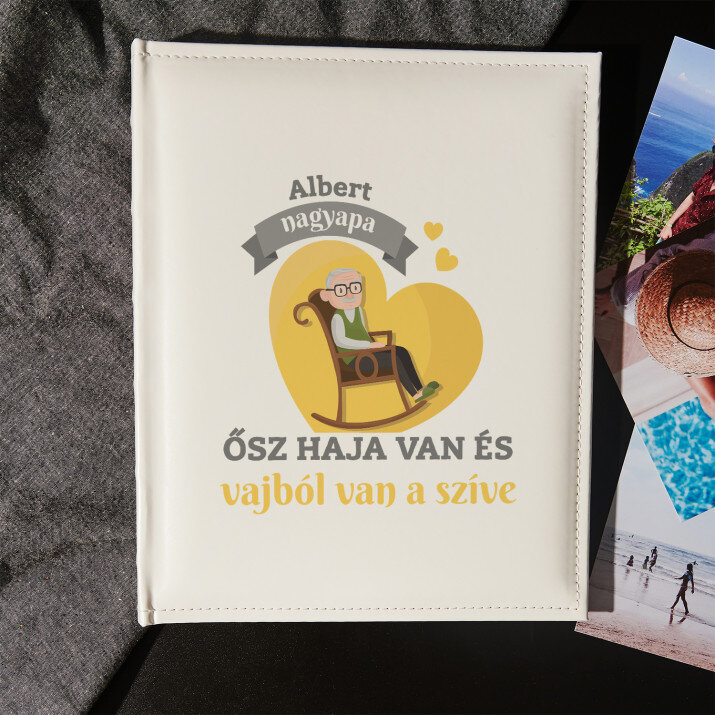 Albert
nagyapa
ŐSZ HAJA VAN ÉS
vajból van a szíve